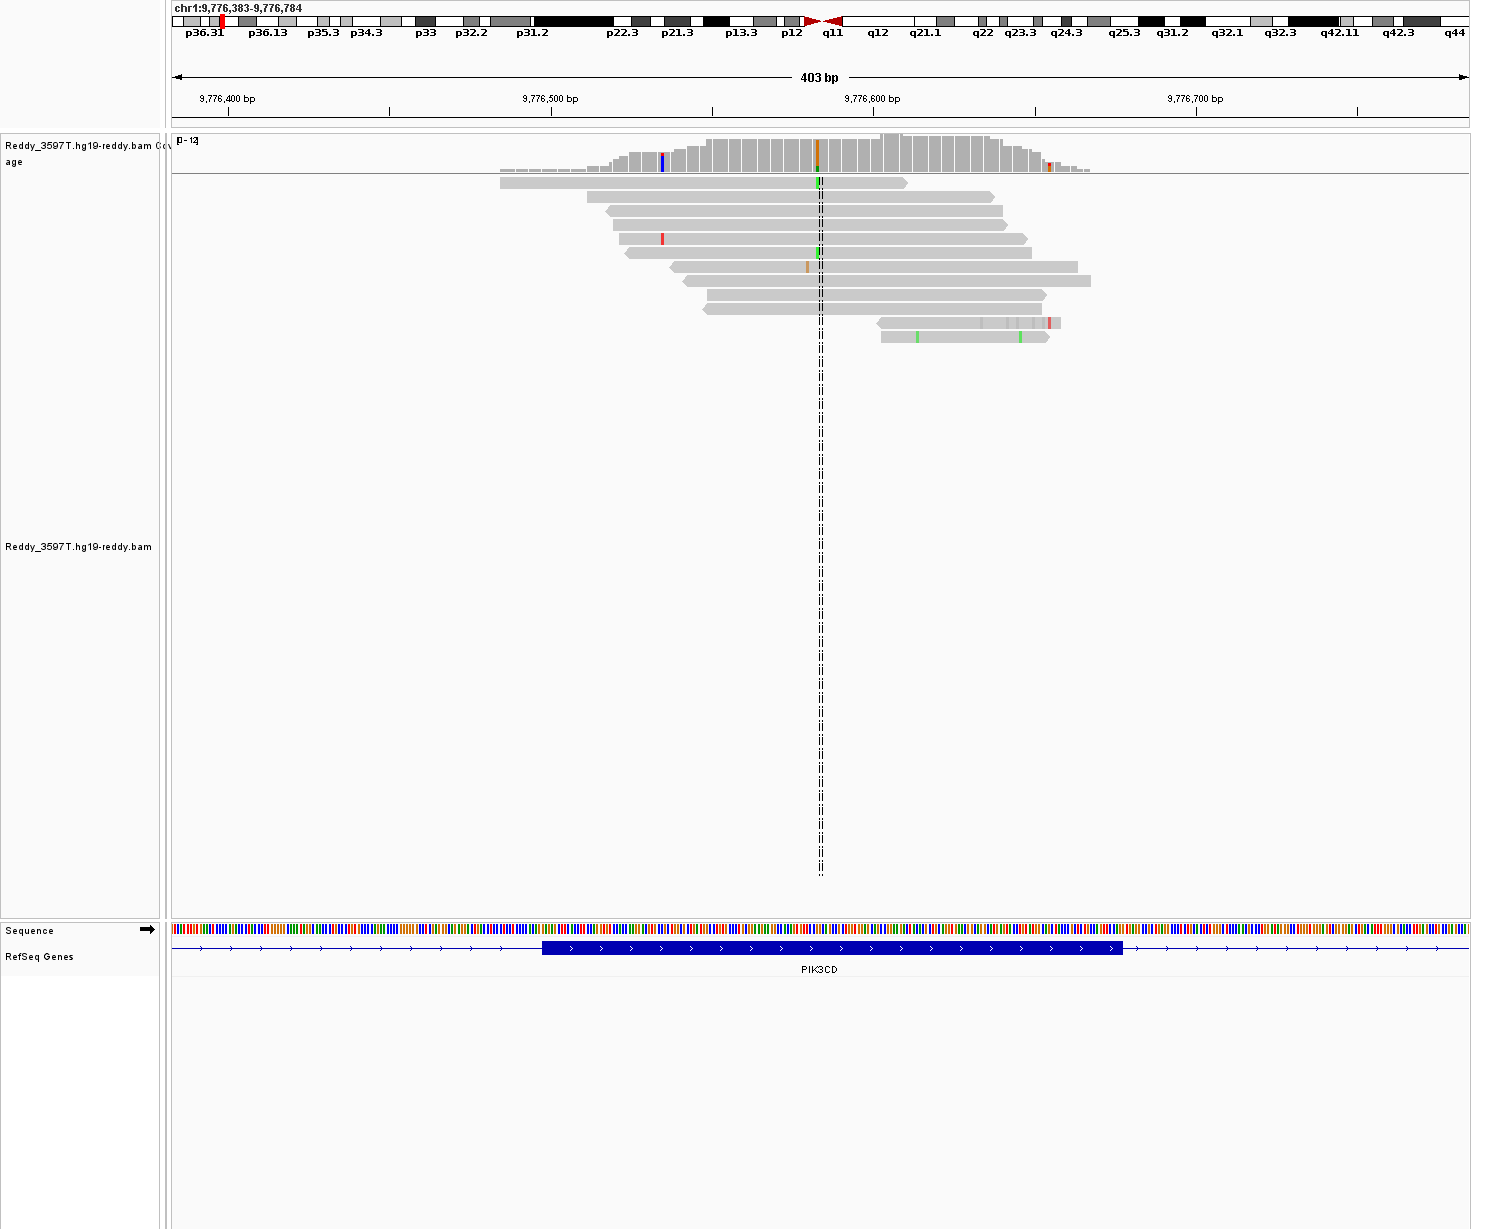 chr1:9,776,383-9,776,784
p36.31 p36.13 p35.3 p34.3 p33 p32.2 p31.2 p22.3 p21.3 p13.3 p12 q11 q12 q21.1 q22 q23.3 q24.3 q25.3 q31.2 q32.1 q32.3 q42.11 q42.3 q44
403 bp
9,776,400 bp 9,776,500 bp 9,776,600 bp 9,776,700 bp
[0 - 12]
Reddy_3597T.hg19-reddy.bam Cov
age
Reddy_3597T.hg19-reddy.bam
Sequence
RefSeq Genes
PIK3CD